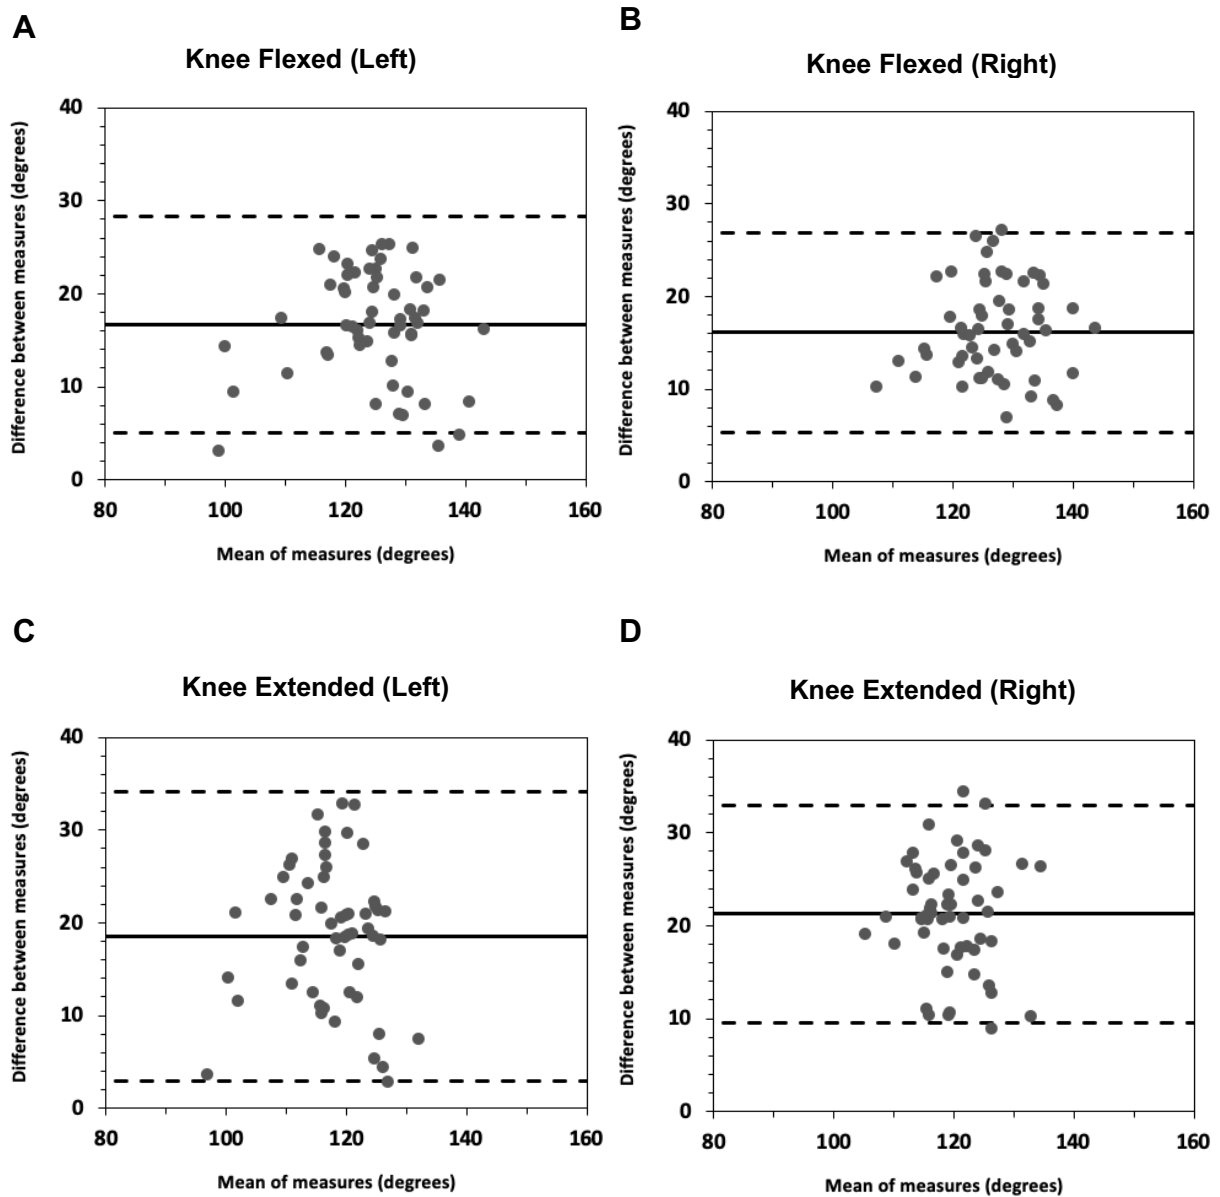 A
Knee Flexed (Left)
Difference between measures (degrees)
40
30
20
10
0
80 100 120 140 160
Mean of measures (degrees)
B
Knee Flexed (Right)
Difference between measures (degrees)
40
30
20
10
0
80 100 120 140 160
Mean of measures (degrees)
C
Knee Extended (Left)
Difference between measures (degrees)
40
30
20
10
0
80 100 120 140 160
Mean of measures (degrees)
D
Knee Extended (Right)
Difference between measures (degrees)
40
30
20
10
0
80 100 120 140 160
Mean of measures (degrees)